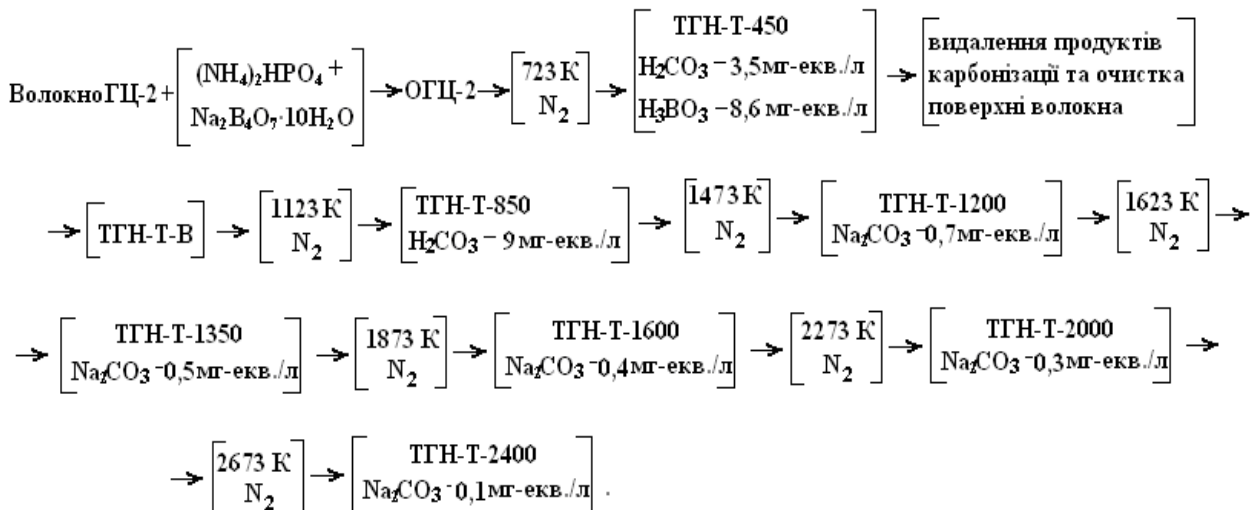 Волокно ГЦ-2 + [(NH₄)₂HPO₄ + Na₂B₄O₇·10H₂O] → ОГЦ-2 → [723 К N₂] → [ТГН-Т-450 H₂CO₃ – 3,5 мг-екв./л H₃BO₃ – 8,6 мг-екв./л] → [видалення продуктів карбонізації та очистка поверхні волокна]
→ [ТГН-Т-В] → [1123 К N₂] → [ТГН-Т-850 H₂CO₃ – 9 мг-екв./л] → [1473 К N₂] → [ТГН-Т-1200 Na₂CO₃ – 0,7 мг-екв./л] → [1623 К N₂] →
→ [ТГН-Т-1350 Na₂CO₃ – 0,5 мг-екв./л] → [1873 К N₂] → [ТГН-Т-1600 Na₂CO₃ – 0,4 мг-екв./л] → [2273 К N₂] → [ТГН-Т-2000 Na₂CO₃ – 0,3 мг-екв./л] →
→ [2673 К N₂] → [ТГН-Т-2400 Na₂CO₃ – 0,1 мг-екв./л] .